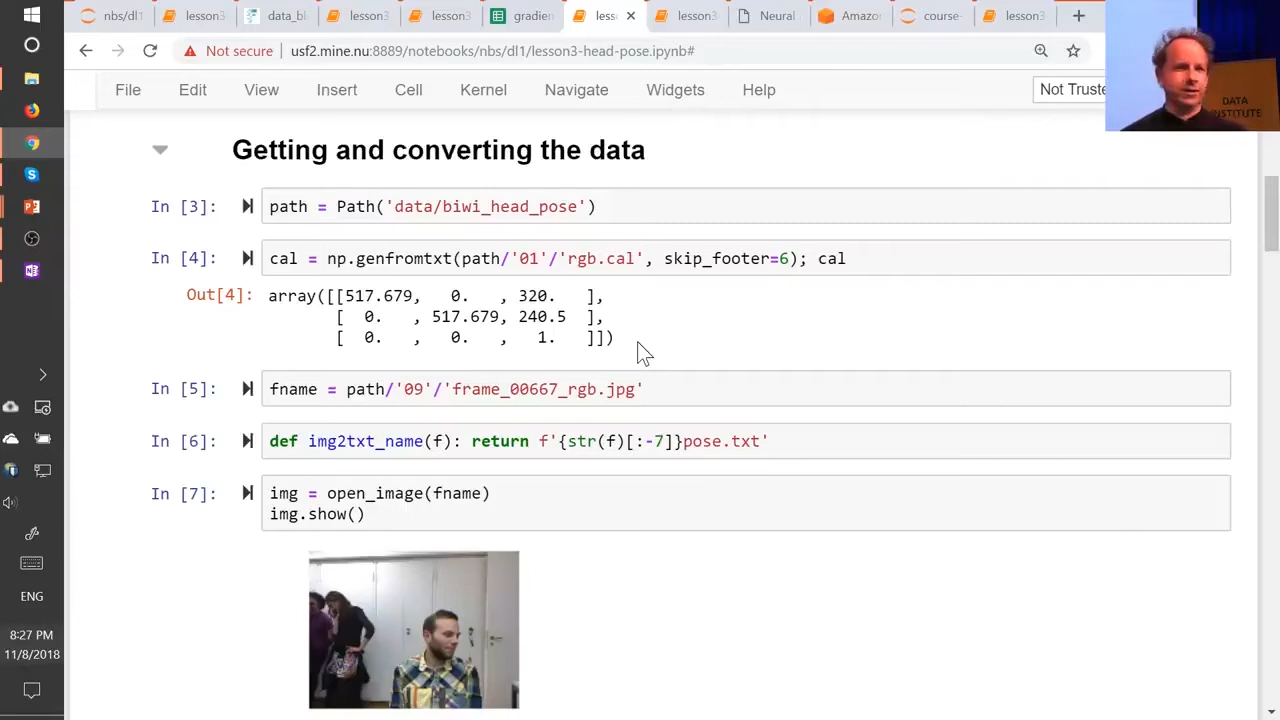 nbs/dl1
lesson3
data_bl
lesson3
lesson3
gradien
less
lesson3
Neural
Amazo
course-
lesson3
Not secure
usf2.mine.nu:8889/notebooks/nbs/dl1/lesson3-head-pose.ipynb#
File
Edit
View
Insert
Cell
Kernel
Navigate
Widgets
Help
Not Truste
DATA
INSTITUTE
Getting and converting the data
In [3]:
path = Path('data/biwi_head_pose')
In [4]:
cal = np.genfromtxt(path/'01'/'rgb.cal', skip_footer=6); cal
Out[4]:
array([[517.679,   0.   , 320.   ],
[  0.   , 517.679, 240.5  ],
[  0.   ,   0.   ,   1.   ]])
In [5]:
fname = path/'09'/'frame_00667_rgb.jpg'
In [6]:
def img2txt_name(f): return f'{str(f)[:-7]}pose.txt'
In [7]:
img = open_image(fname)
img.show()
ENG
8:27 PM
11/8/2018